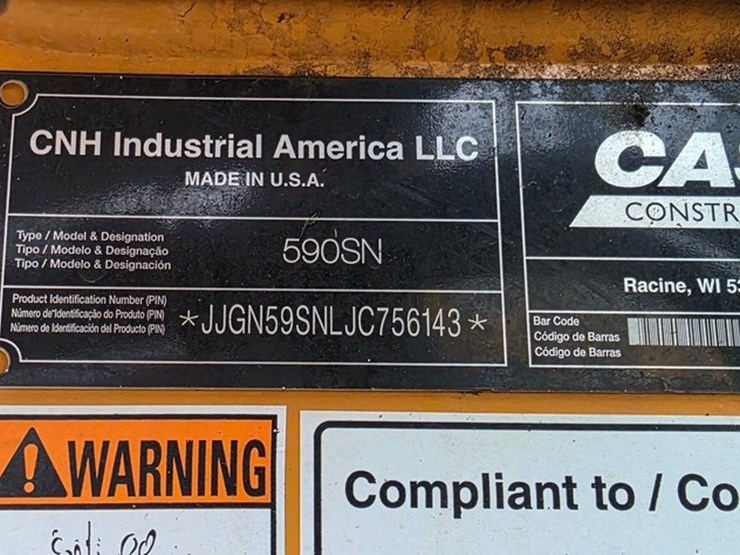 CNH Industrial America LLC
MADE IN U.S.A.
Type / Model & Designation
Tipo / Modelo & Designação
Tipo / Modelo & Designación
590SN
Product Identification Number (PIN)
Número de Identificação do Produto (PIN)
Número de Identificación del Producto (PIN)
*JJGN59SNLJC756143*
CAS
CONSTR
Racine, WI 53
Bar Code
Código de Barras
Código de Barras
WARNING
Compliant to / Co